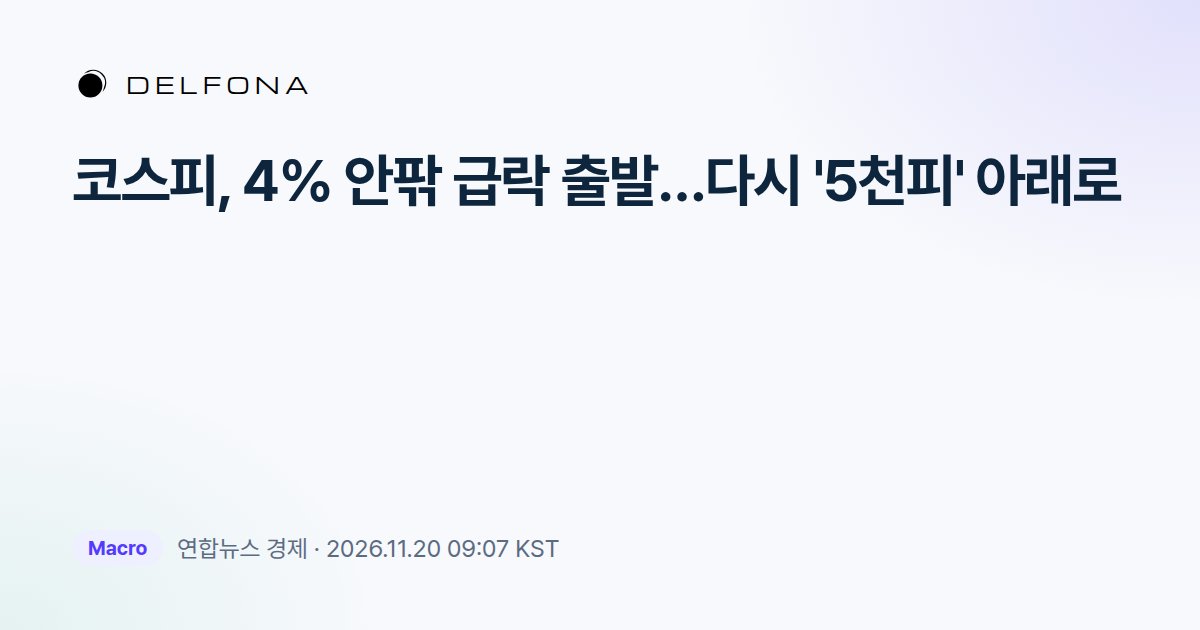 DELFONA
코스피, 4% 안팎 급락 출발...다시 '5천피' 아래로
Macro 연합뉴스 경제 · 2026.11.20 09:07 KST